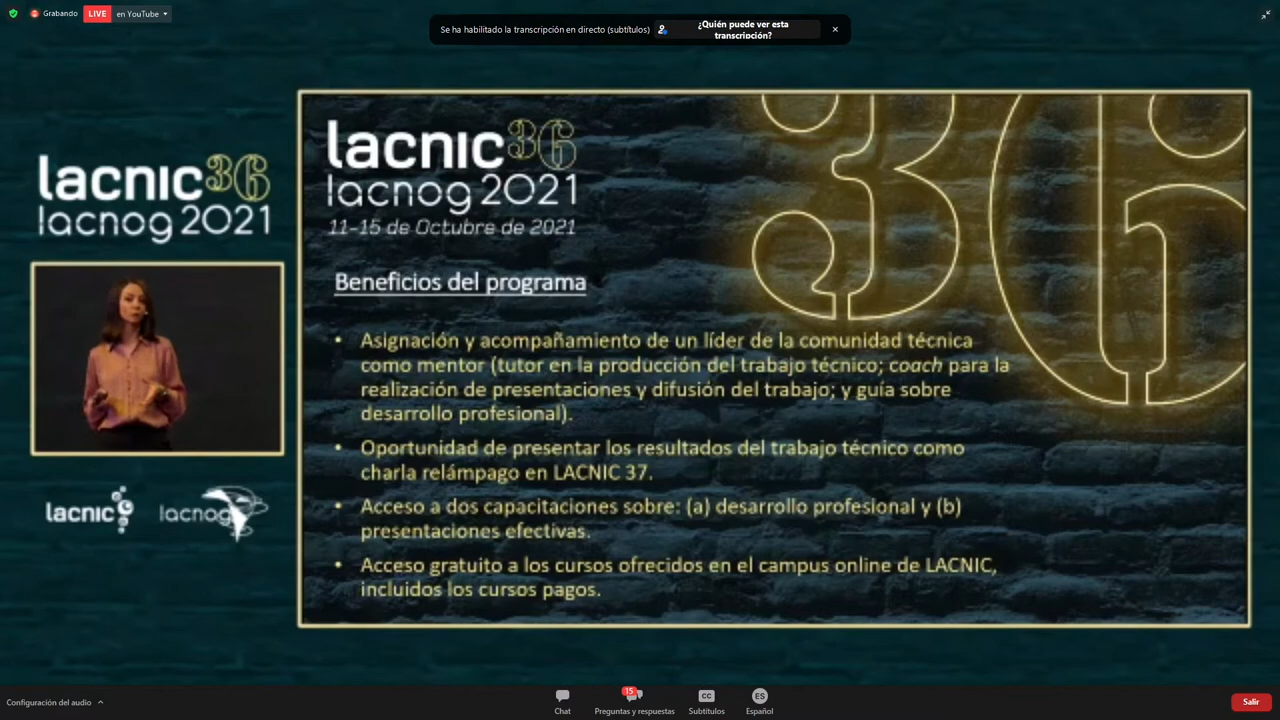 Grabando
LIVE
en YouTube
Se ha habilitado la transcripción en directo (subtítulos)
¿Quién puede ver esta
transcripción?
lacnic36
lacnog 2021
lacnic
lacnog
lacnic36
lacnog 2021
11-15 de Octubre de 2021
36
Beneficios del programa
• Asignación y acompañamiento de un líder de la comunidad técnica
como mentor (tutor en la producción del trabajo técnico; coach para la
realización de presentaciones y difusión del trabajo; y guía sobre
desarrollo profesional).
• Oportunidad de presentar los resultados del trabajo técnico como
charla relámpago en LACNIC 37.
• Acceso a dos capacitaciones sobre: (a) desarrollo profesional y (b)
presentaciones efectivas.
• Acceso gratuito a los cursos ofrecidos en el campus online de LACNIC,
incluidos los cursos pagos.
Configuración del audio
Chat
15
Preguntas y respuestas
CC
Subtítulos
ES
Español
Salir